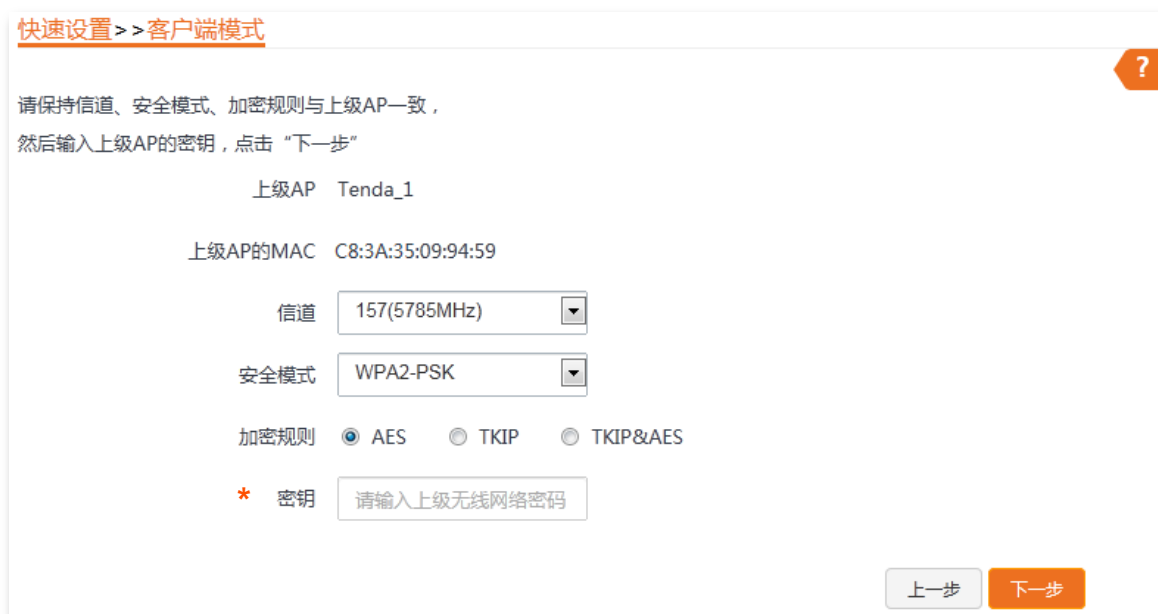 快速设置>>客户端模式
?
请保持信道、安全模式、加密规则与上级AP一致，
然后输入上级AP的密钥，点击“下一步”
上级AP Tenda_1
上级AP的MAC C8:3A:35:09:94:59
信道 157(5785MHz)
安全模式 WPA2-PSK
加密规则 AES TKIP TKIP&AES
* 密钥 请输入上级无线网络密码
上一步 下一步